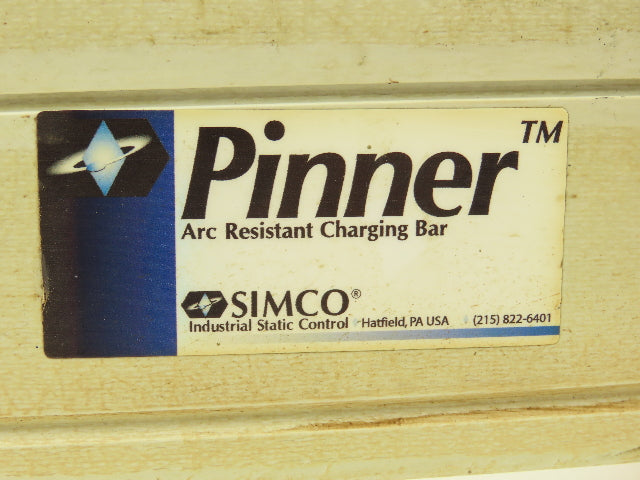 Pinner™
Arc Resistant Charging Bar
SIMCO®
Industrial Static Control Hatfield, PA USA (215) 822-6401